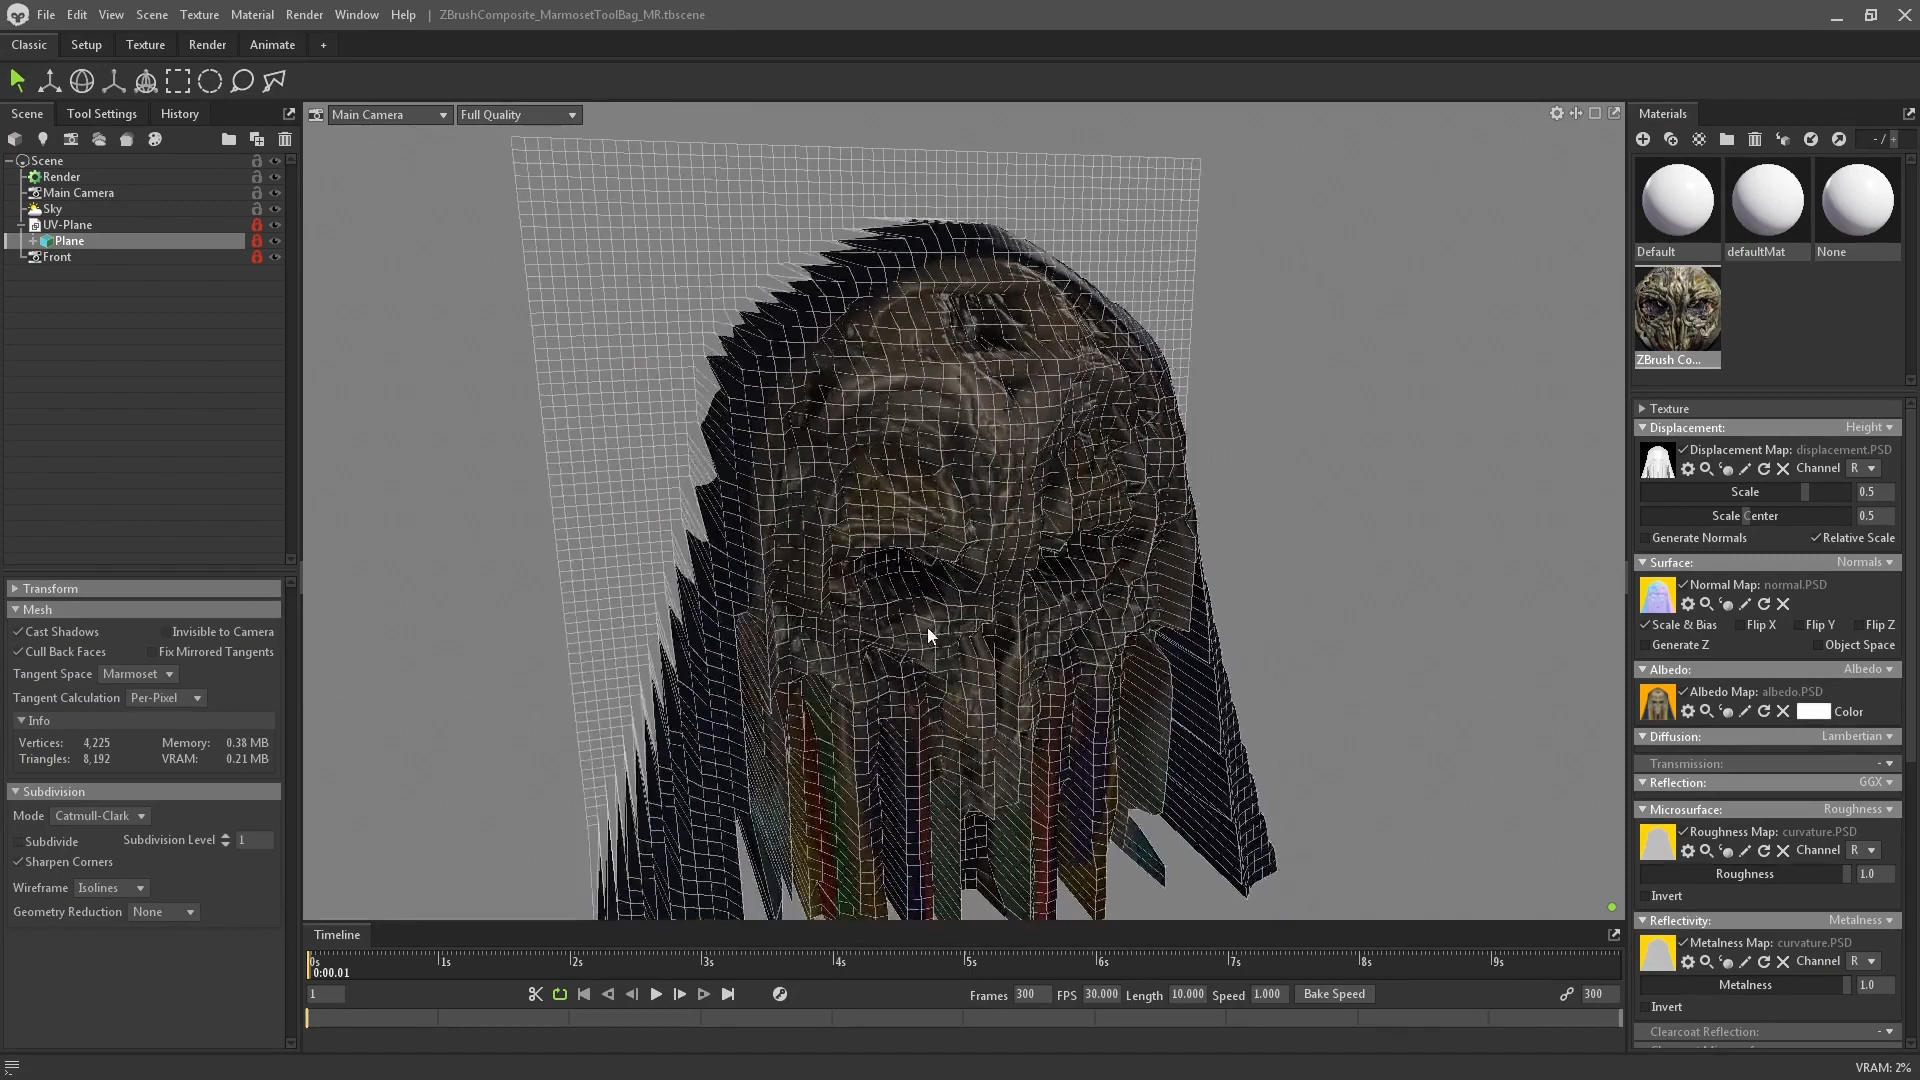 File Edit View Scene Texture Material Render Window Help | ZBrushComposite_MarmosetToolBag_MR.tbscene
Classic Setup Texture Render Animate +
Scene Tool Settings History
Main Camera Full Quality
Materials
- / +
Scene
Render
Main Camera
Sky
UV-Plane
Plane
Front
Default defaultMat None
ZBrush Co...
Transform
Mesh
Cast Shadows Invisible to Camera
Cull Back Faces Fix Mirrored Tangents
Tangent Space Marmoset
Tangent Calculation Per-Pixel
Info
Vertices: 4,225 Memory: 0.38 MB
Triangles: 8,192 VRAM: 0.21 MB
Subdivision
Mode Catmull-Clark
Subdivide Subdivision Level 1
Sharpen Corners
Wireframe Isolines
Geometry Reduction None
Texture
Displacement: Height
Displacement Map: displacement.PSD
Channel R
Scale 0.5
Scale Center 0.5
Generate Normals Relative Scale
Surface: Normals
Normal Map: normal.PSD
Scale & Bias Flip X Flip Y Flip Z
Generate Z Object Space
Albedo: Albedo
Albedo Map: albedo.PSD
Color
Diffusion: Lambertian
Transmission: -
Reflection: GGX
Microsurface: Roughness
Roughness Map: curvature.PSD
Channel R
Roughness 1.0
Invert
Reflectivity: Metalness
Metalness Map: curvature.PSD
Channel R
Metalness 1.0
Invert
Clearcoat Reflection: -
Timeline
0s 1s 2s 3s 4s 5s 6s 7s 8s 9s
0:00.01
1 Frames 300 FPS 30.000 Length 10.000 Speed 1.000 Bake Speed 300
VRAM: 2%